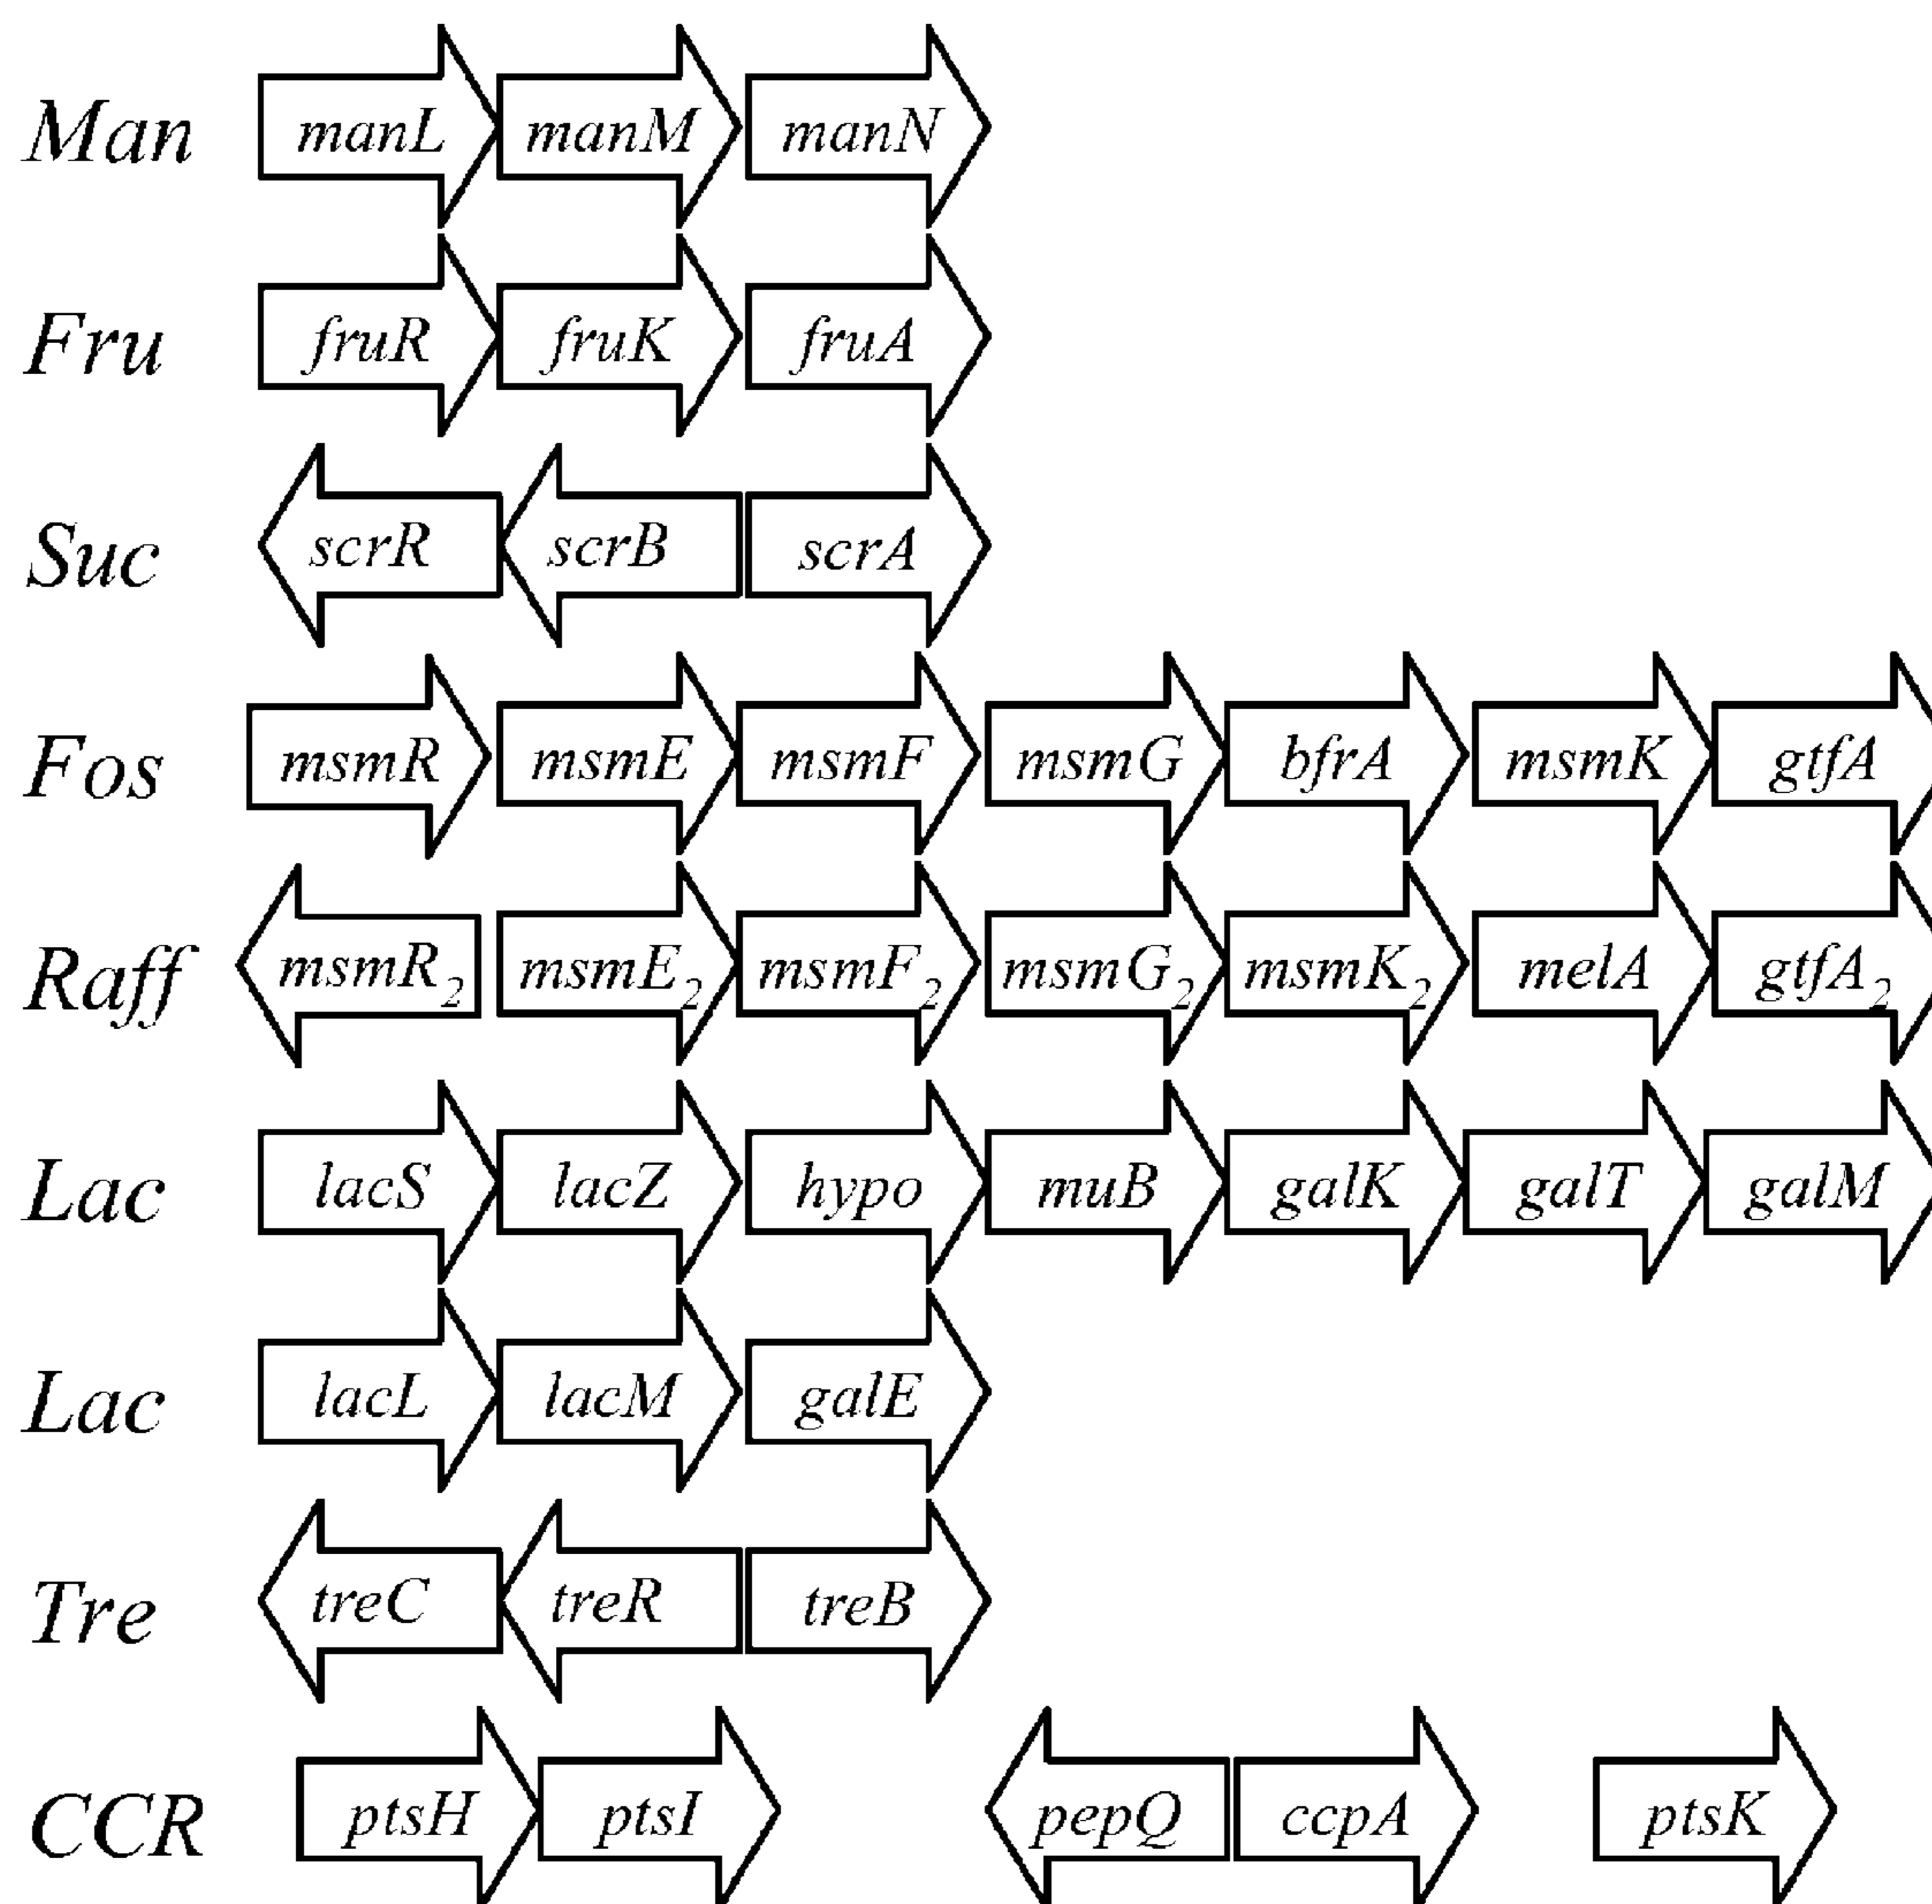 Man manL manM manN
Fru fruR fruK fruA
Suc scrR scrB scrA
Fos msmR msmE msmF msmG bfrA msmK gtfA
Raff msmR2 msmE2 msmF2 msmG2 msmK2 melA gtfA2
Lac lacS lacZ hypo muB galK galT galM
Lac lacL lacM galE
Tre treC treR treB
CCR ptsH ptsI pepQ ccpA ptsK